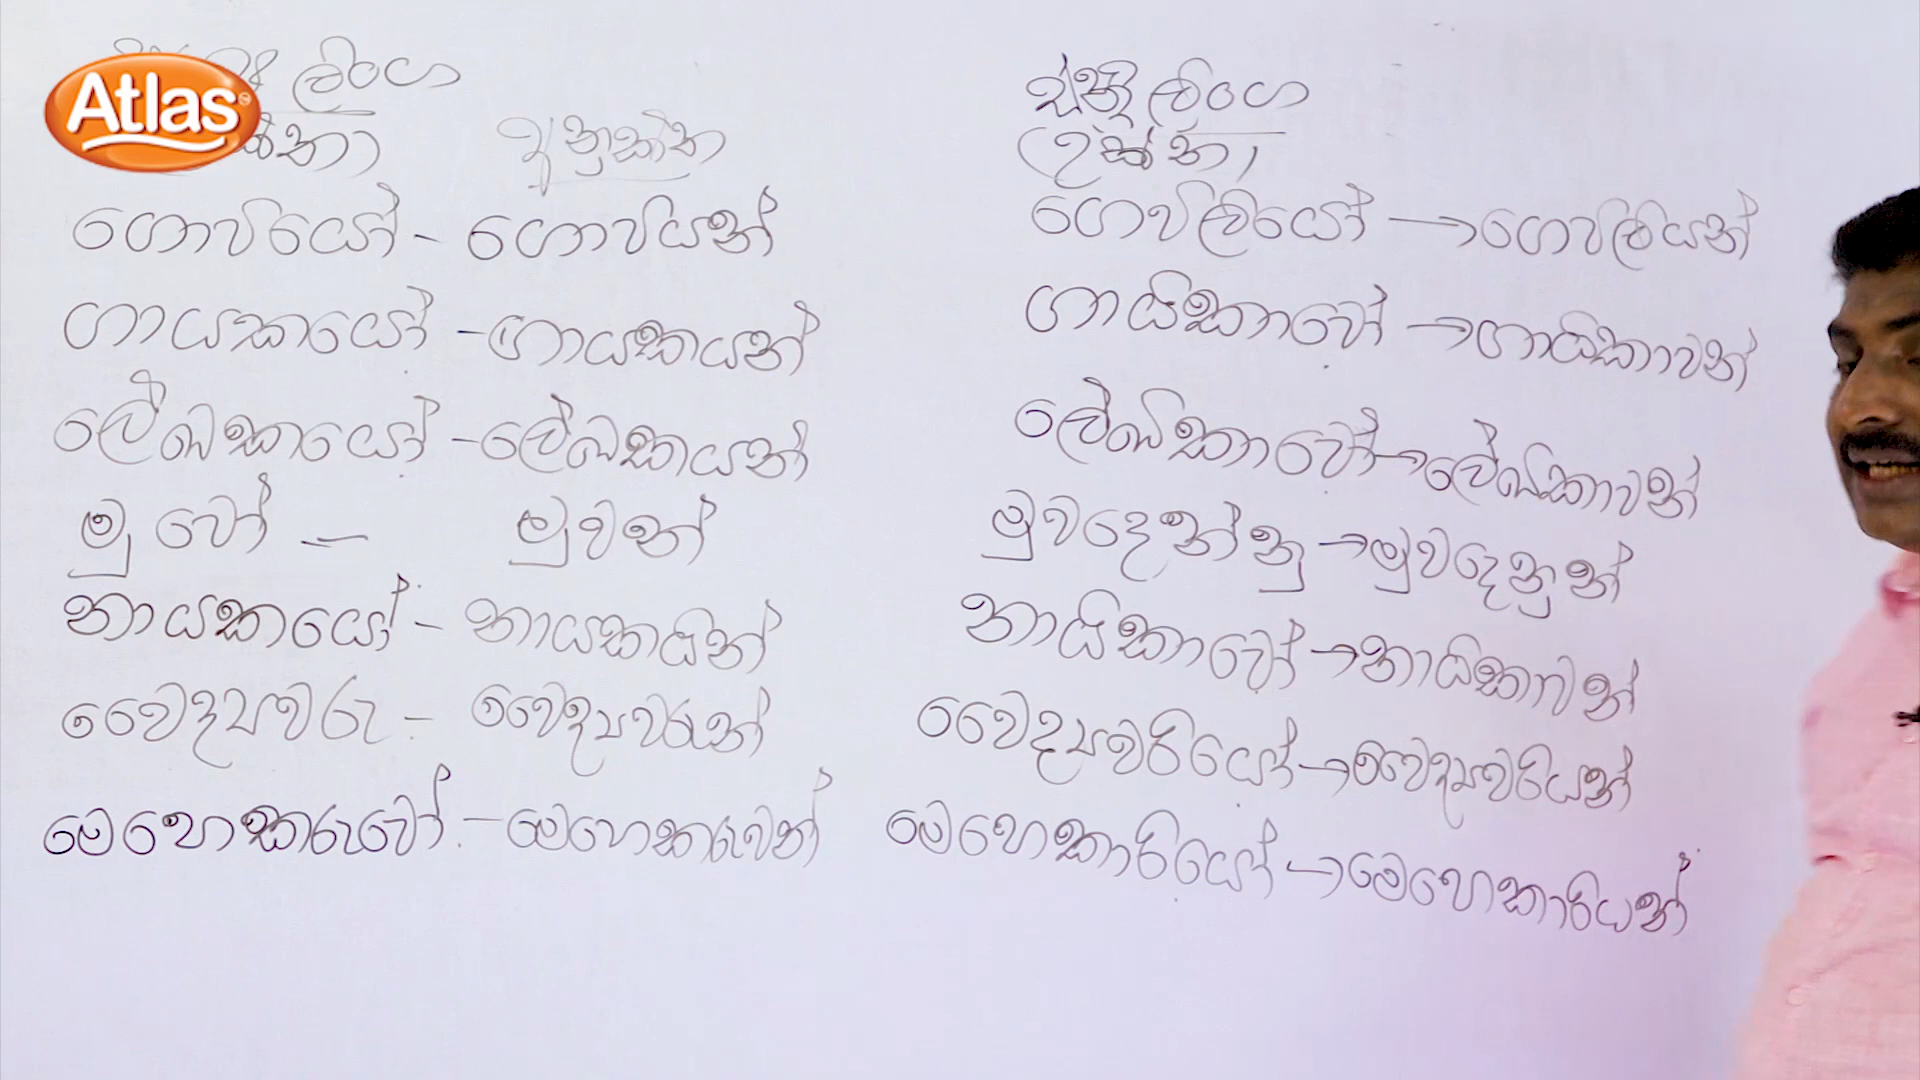 Atlas
ලිංග
අනුක්ත
ගොවියෝ - ගොවියන්
ගායකයෝ - ගායකයන්
ලේඛකයෝ - ලේඛකයන්
මුවෝ - මුවන්
නායකයෝ - නායකයින්
වෛද්‍යවරු - වෛද්‍යවරුන්
මෙහෙකරුවෝ - මෙහෙකරුවන්
ස්ත්‍රී ලිංග
(උක්ත)
ගෙවිලියෝ → ගෙවිලියන්
ගායිකාවෝ → ගායිකාවන්
ලේඛිකාවෝ → ලේඛිකාවන්
මුවදෙන්නු → මුවදෙනුන්
නායිකාවෝ → නායිකාවන්
වෛද්‍යවරියෝ → වෛද්‍යවරියන්
මෙහෙකාරියෝ → මෙහෙකාරියන්